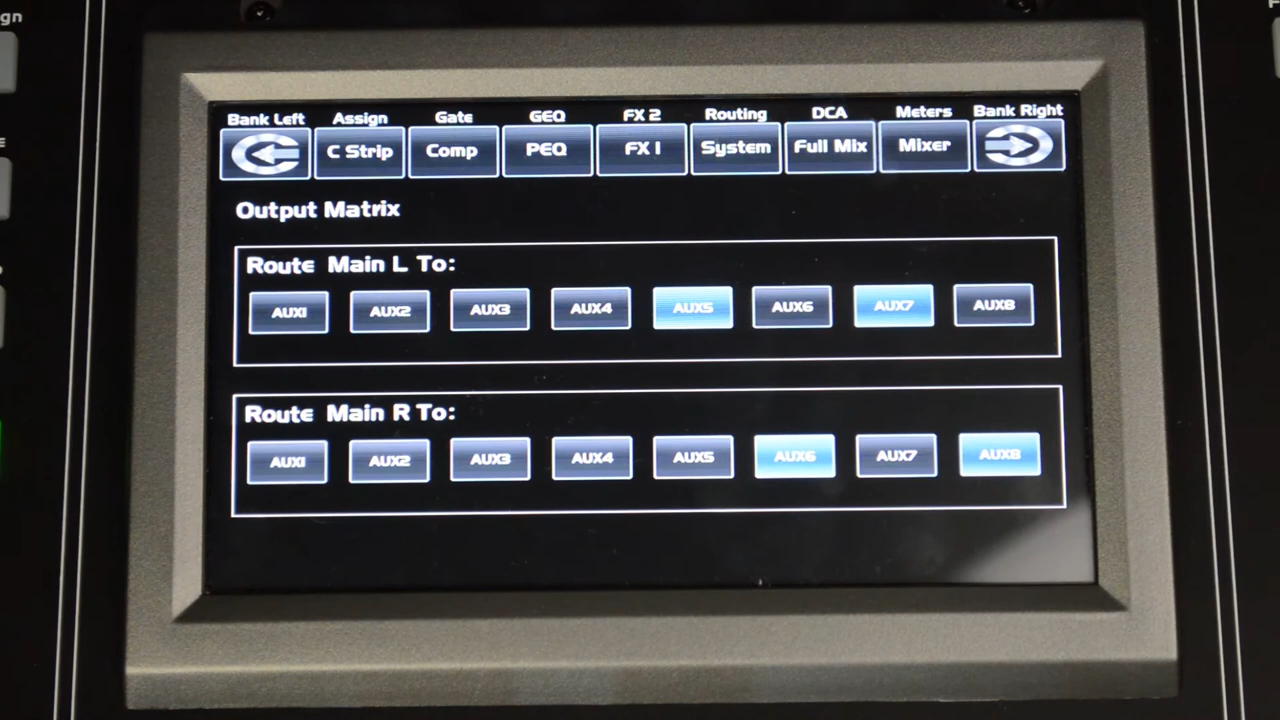 gn
Bank Left Assign Gate GEQ FX 2 Routing DCA Meters Bank Right
C Strip Comp PEQ FX 1 System Full Mix Mixer
Output Matrix
Route Main L To:
AUX1 AUX2 AUX3 AUX4 AUX5 AUX6 AUX7 AUX8
Route Main R To:
AUX1 AUX2 AUX3 AUX4 AUX5 AUX6 AUX7 AUX8